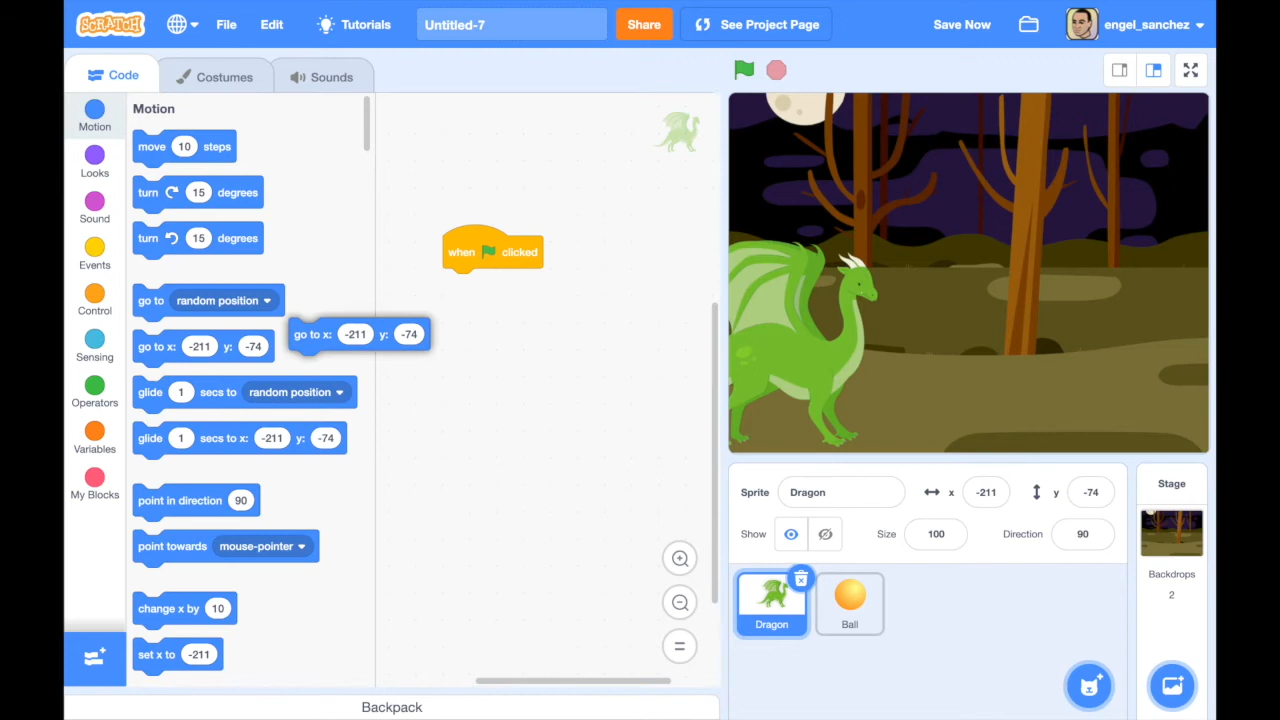 SCRATCH File Edit Tutorials Untitled-7 Share See Project Page Save Now engel_sanchez
Code Costumes Sounds
Motion
Looks
Sound
Events
Control
Sensing
Operators
Variables
My Blocks
Motion
move 10 steps
turn 15 degrees
turn 15 degrees
go to random position
go to x: -211 y: -74
glide 1 secs to random position
glide 1 secs to x: -211 y: -74
point in direction 90
point towards mouse-pointer
change x by 10
set x to -211
when clicked
go to x: -211 y: -74
Backpack
Sprite Dragon x -211 y -74
Show Size 100 Direction 90
Dragon Ball
Stage
Backdrops
2